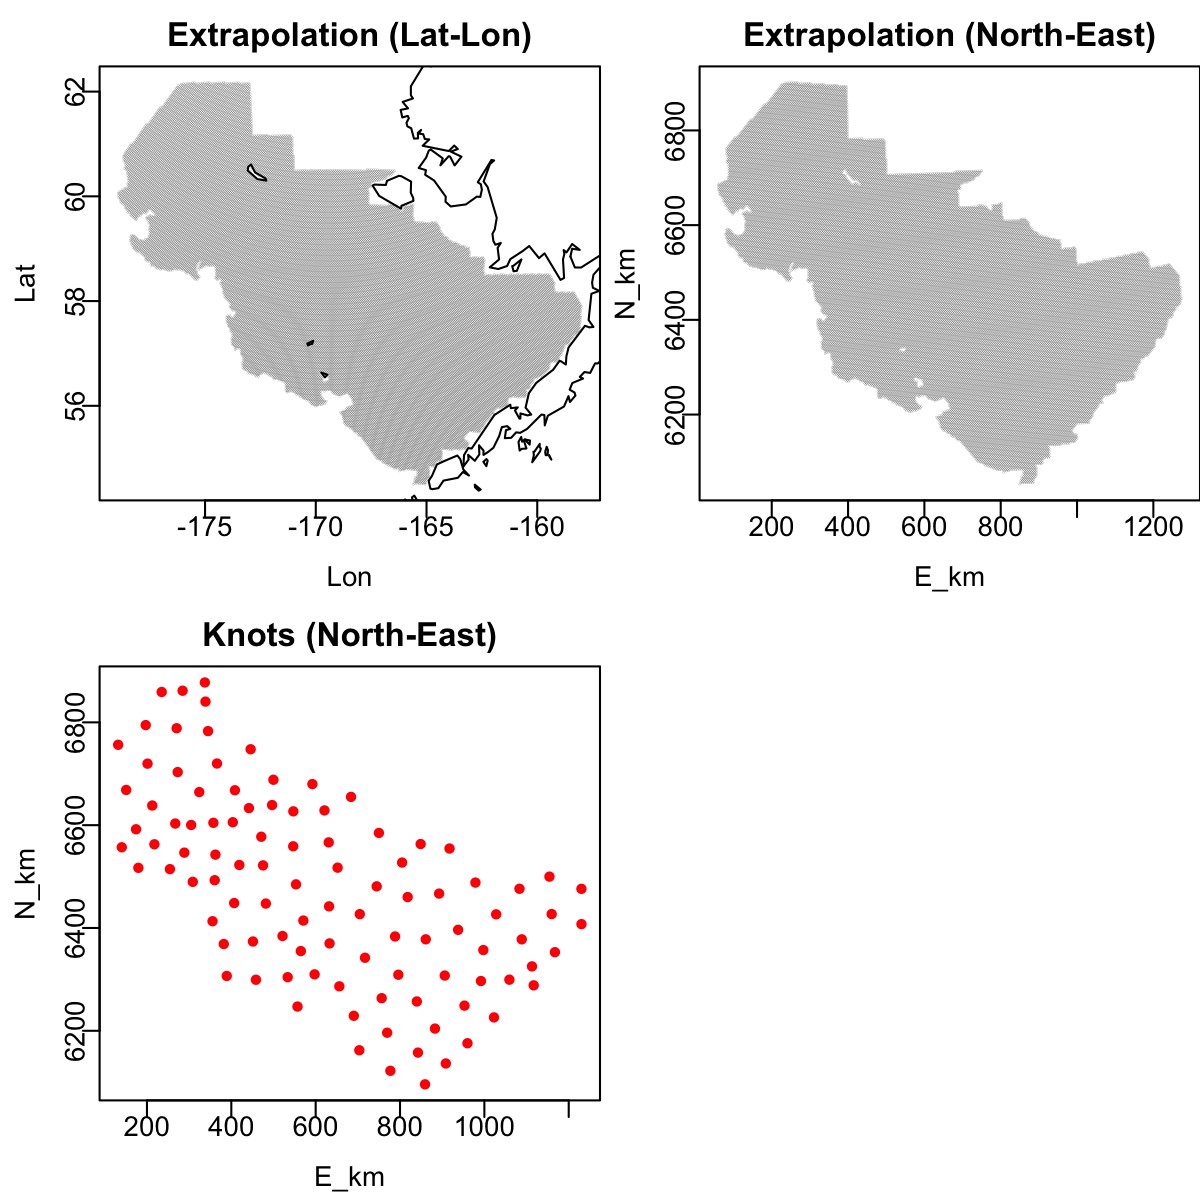 Extrapolation (Lat-Lon)
Lat
62
60
58
56
-175 -170 -165 -160
Lon
Extrapolation (North-East)
N_km
6800
6600
6400
6200
200 400 600 800 1200
E_km
Knots (North-East)
N_km
6800
6600
6400
6200
200 400 600 800 1000
E_km